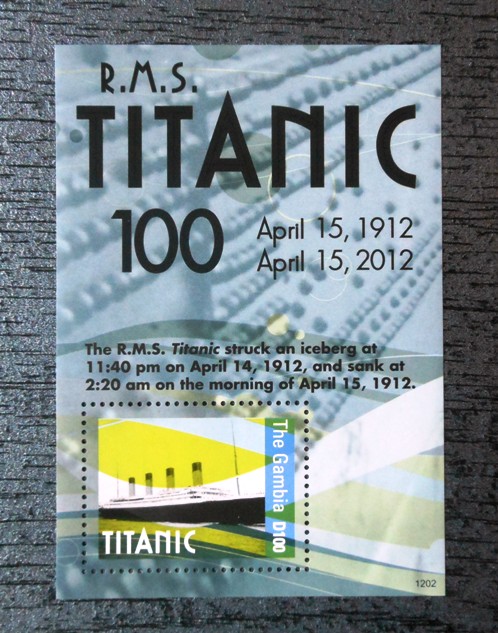 R.M.S.
TITANIC
100
April 15, 1912
April 15, 2012
The R.M.S. Titanic struck an iceberg at
11:40 pm on April 14, 1912, and sank at
2:20 am on the morning of April 15, 1912.
The Gambia D100
TITANIC
1202